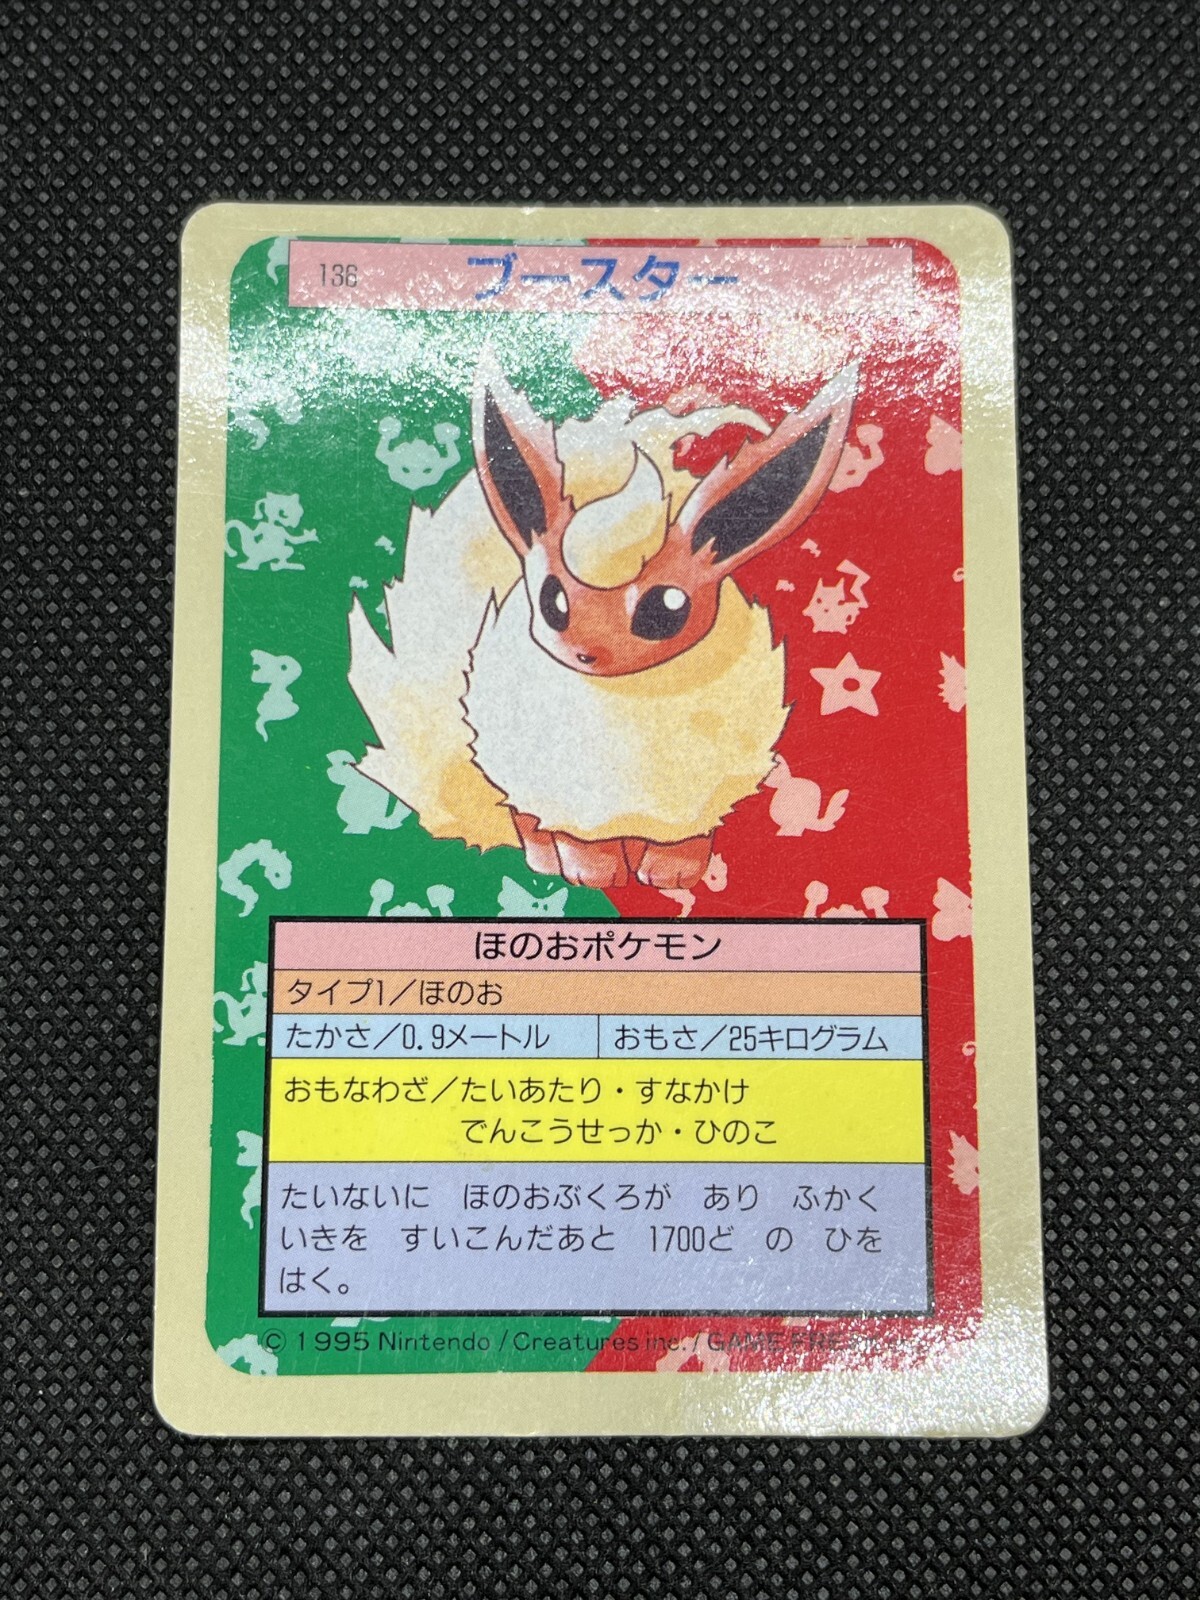 136 ブースター
ほのおポケモン
タイプ1／ほのお
たかさ／0.9メートル おもさ／25キログラム
おもなわざ／たいあたり・すなかけ
でんこうせっか・ひのこ
たいないに ほのおぶくろが あり ふかく
いきを すいこんだあと 1700ど の ひを
はく。
© 1995 Nintendo / Creatures inc. / GAME FREAK inc.